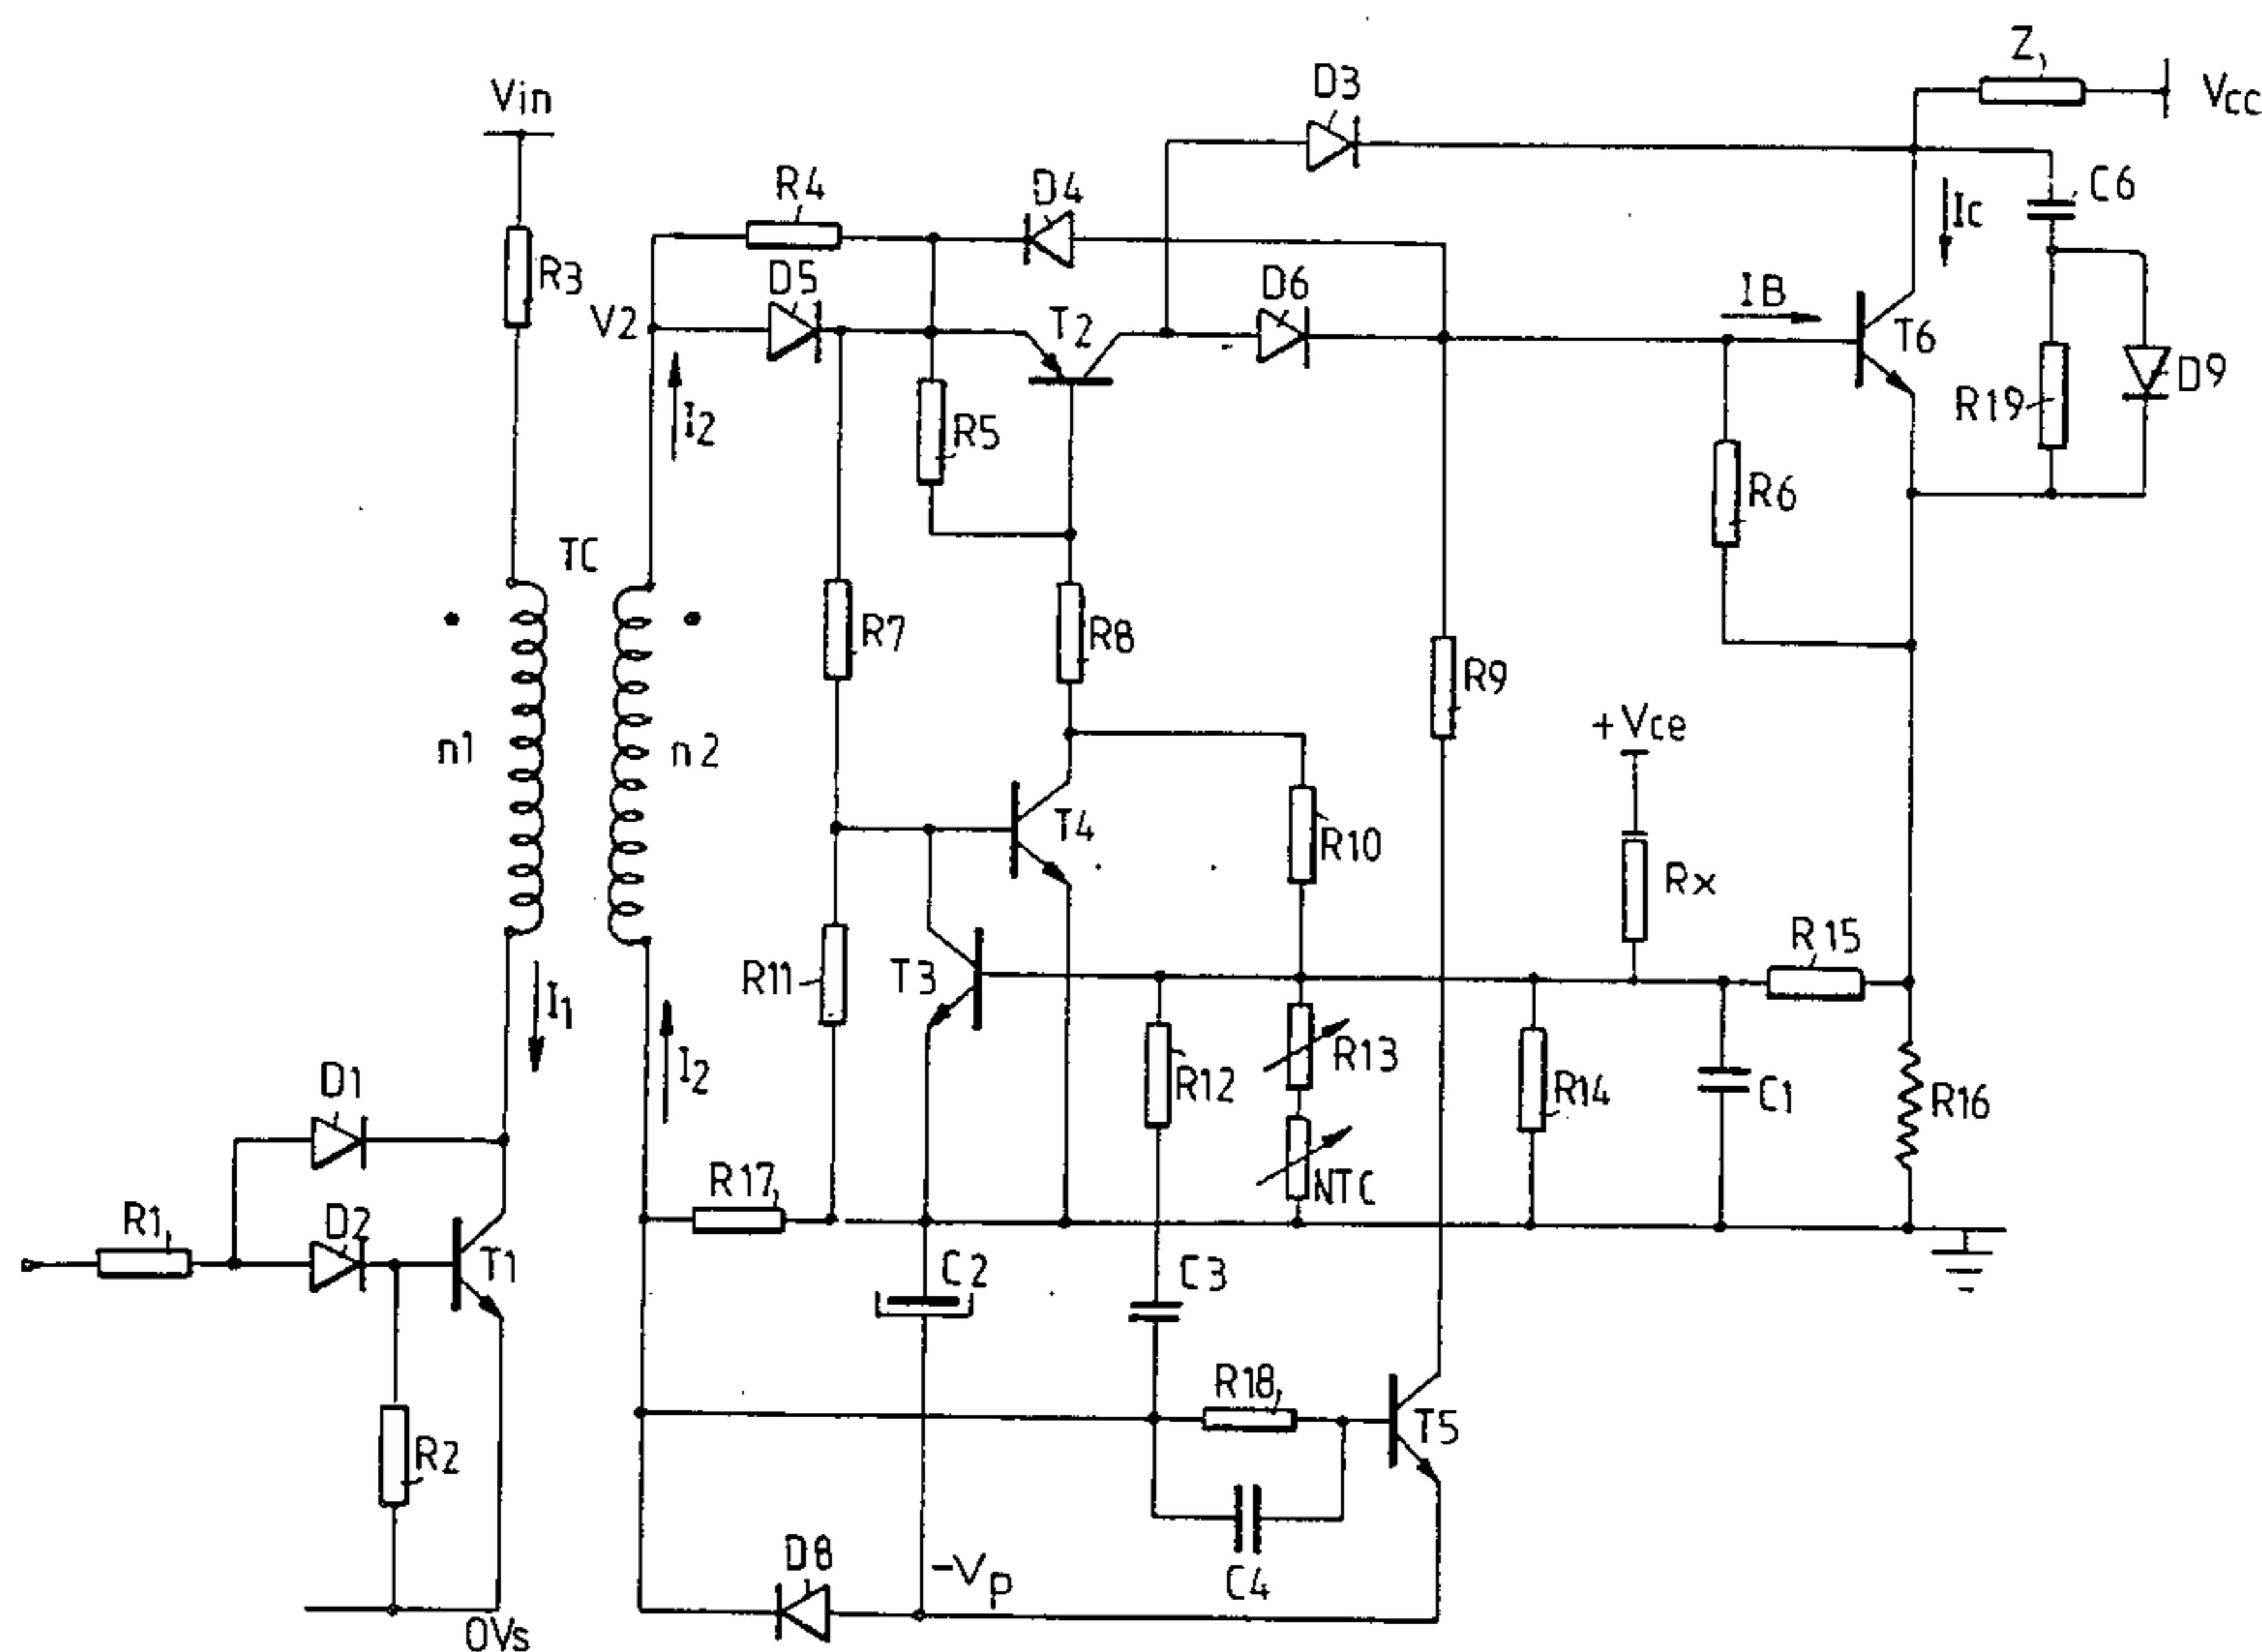 Z
Vcc
Vin
D3
R4
D4
C6
Ic
R3
D5
D6
IB
V2
T2
T6
R19
D9
I2
R5
R6
TC
R7
R8
R9
n1
n2
+Vce
T4
R10
Rx
R15
R11
T3
I1
I2
D1
R12
R13
R14
C1
R16
R17
NTC
R1
D2
T1
C2
C3
R18
T5
R2
D8
-Vp
C4
0Vs